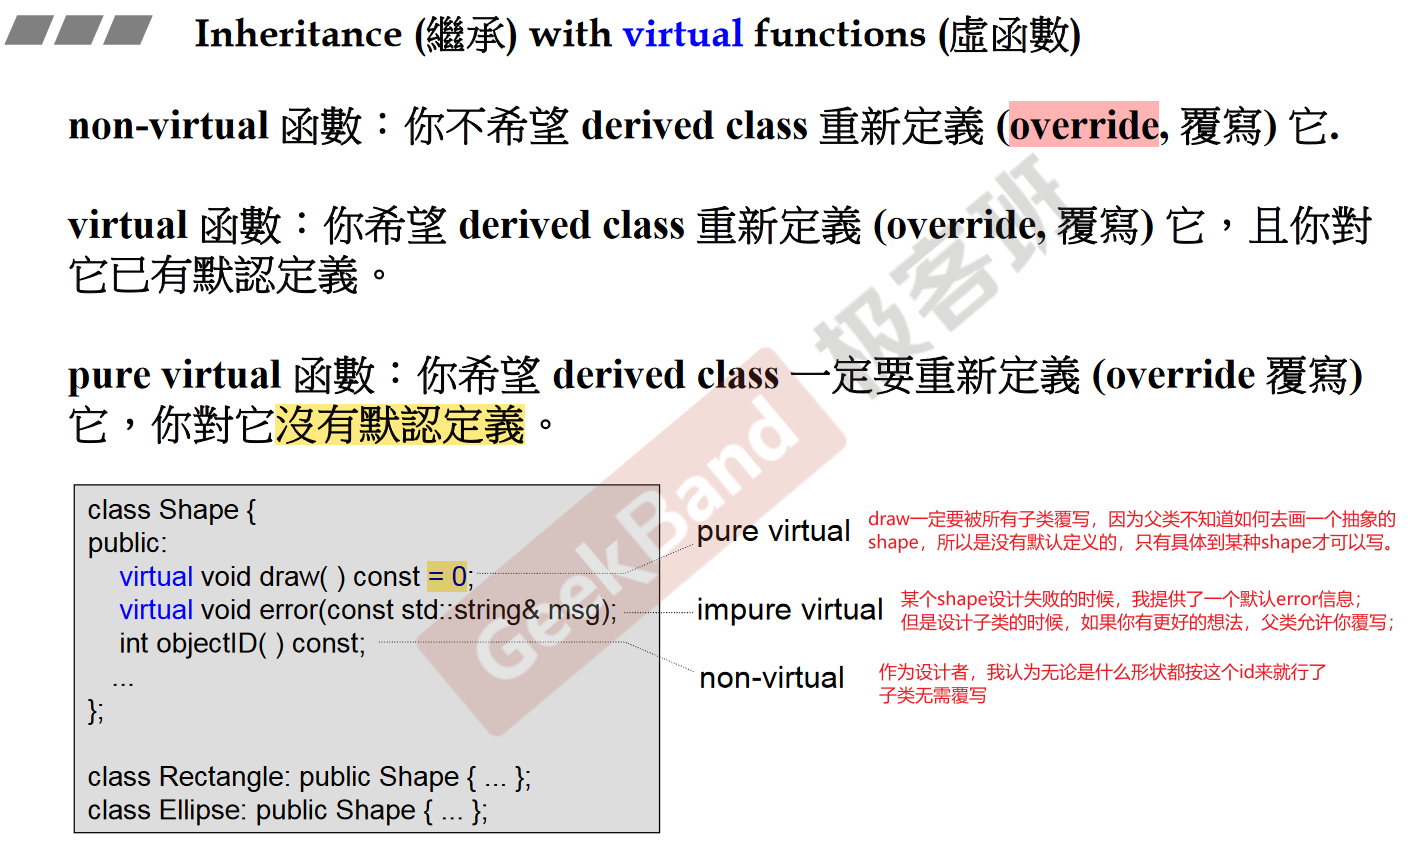 Inheritance (繼承) with virtual functions (虛函數)
non-virtual 函數：你不希望 derived class 重新定義 (override, 覆寫) 它.
virtual 函數：你希望 derived class 重新定義 (override, 覆寫) 它，且你對
它已有默認定義。
pure virtual 函數：你希望 derived class 一定要重新定義 (override 覆寫)
它，你對它沒有默認定義。
class Shape {
public:
virtual void draw( ) const = 0;
virtual void error(const std::string& msg);
int objectID( ) const;
...
};
class Rectangle: public Shape { ... };
class Ellipse: public Shape { ... };
pure virtual
draw一定要被所有子类覆写，因为父类不知道如何去画一个抽象的
shape，所以是没有默认定义的，只有具体到某种shape才可以写。
impure virtual
某个shape设计失败的时候，我提供了一个默认error信息；
但是设计子类的时候，如果你有更好的想法，父类允许你覆写；
non-virtual
作为设计者，我认为无论是什么形状都按这个id来就行了
子类无需覆写
GeekBand 极客班